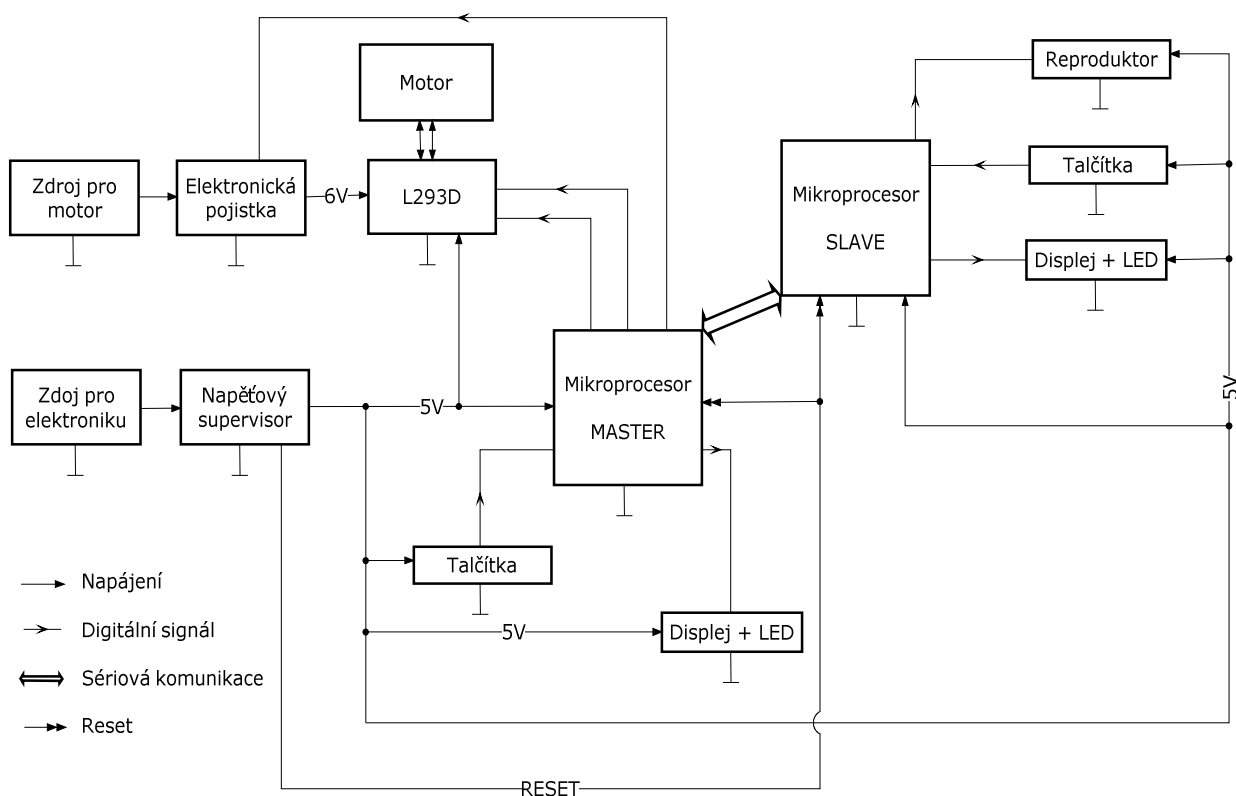 Reproduktor
Motor
Talčítka
Zdroj pro
motor
Elektronická
pojistka
6V
L293D
Mikroprocesor
SLAVE
Displej + LED
Zdoj pro
elektroniku
Napěťový
supervisor
5V
Mikroprocesor
MASTER
5V
Talčítka
Napájení
Digitální signál
5V
Displej + LED
Sériová komunikace
Reset
RESET